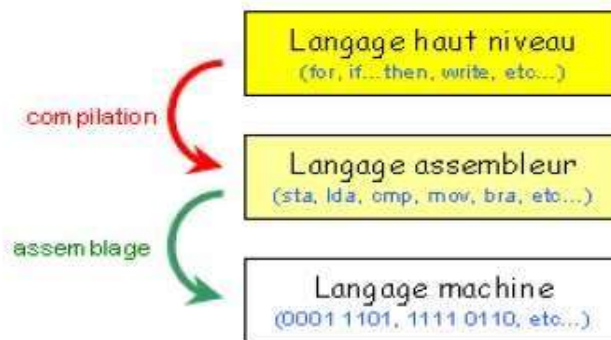 Langage haut niveau
(for, if...then, write, etc...)
compilation
Langage assembleur
(sta, lda, cmp, mov, bra, etc...)
assemblage
Langage machine
(0001 1101, 1111 0110, etc...)